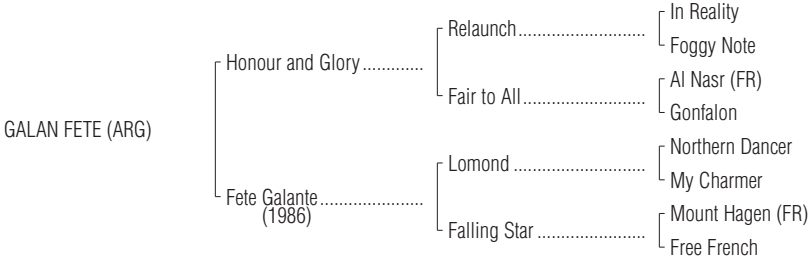 In Reality
Relaunch..............................
Foggy Note
Honour and Glory .............
Al Nasr (FR)
Fair to All.............................
Gonfalon
GALAN FETE (ARG)
Northern Dancer
Lomond ...............................
My Charmer
Fete Galante......................
(1986)
Mount Hagen (FR)
Falling Star .........................
Free French